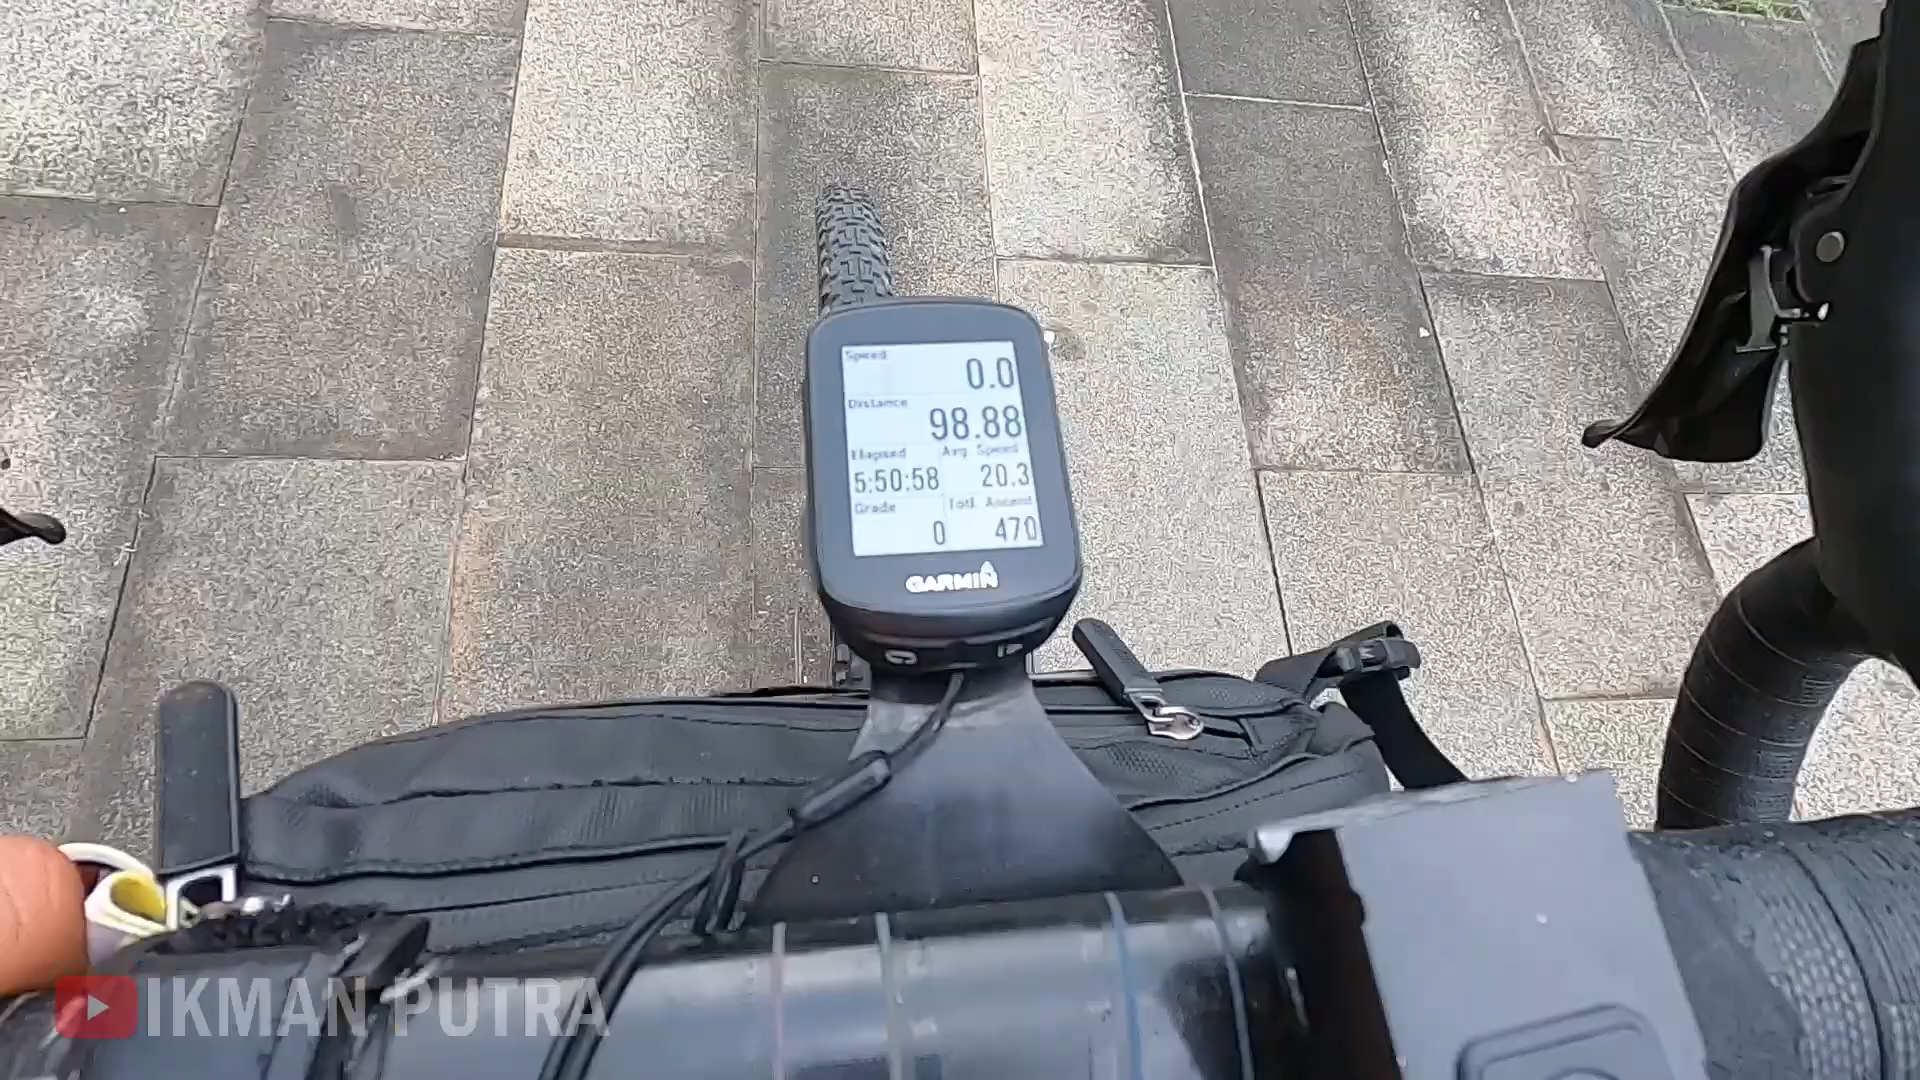 Speed
0.0
Distance
98.88
Elapsed Avg Speed
5:50:58 20.3
Grade Totl Ascent
0 470
GARMIN
IKMAN PUTRA